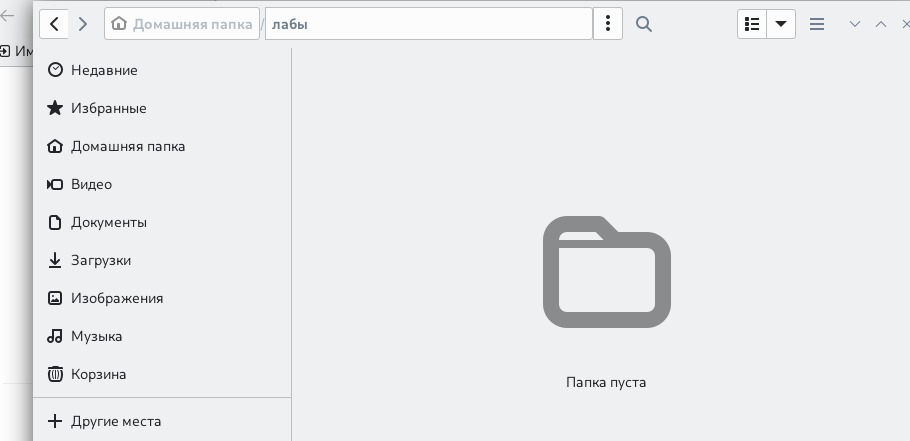 Домашняя папка / лабы
Им
Недавние
Избранные
Домашняя папка
Видео
Документы
Загрузки
Изображения
Музыка
Корзина
Другие места
Папка пуста